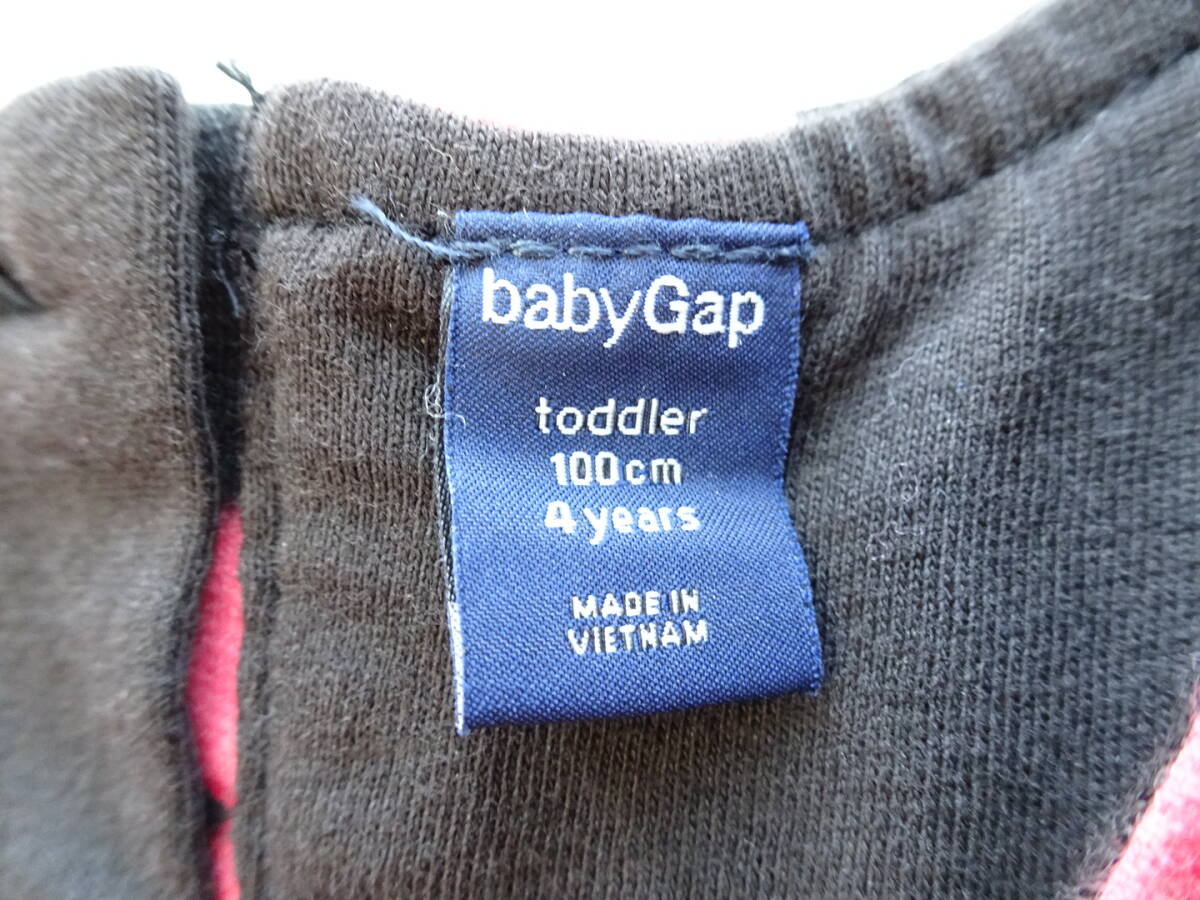 babyGap
toddler
100cm
4 years
MADE IN
VIETNAM